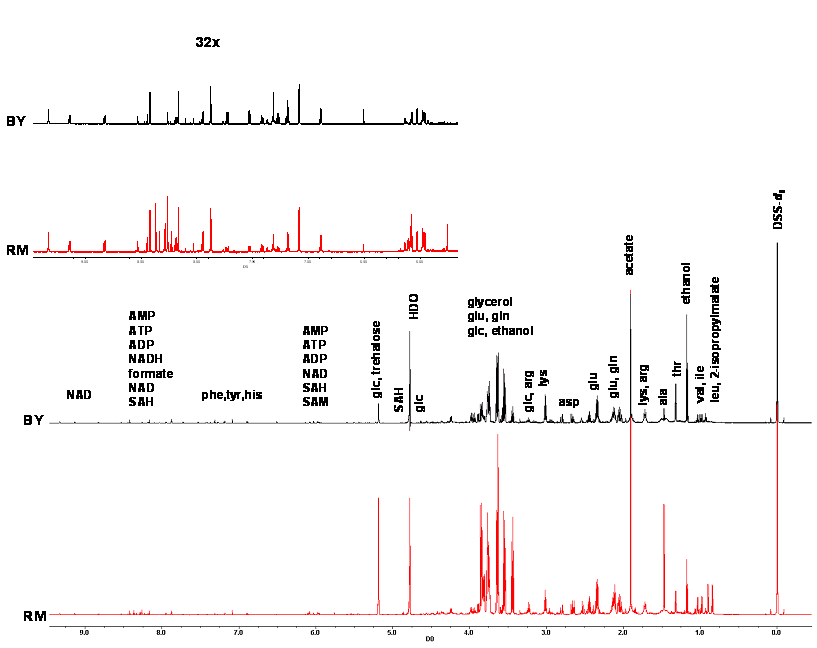 32x
BY
RM
DSS-d6
acetate
ethanol
leu, 2-isopropylmalate
val, ile
thr
ala
lys, arg
glu, gln
glu
asp
lys
glc, arg
glycerol
glu, gln
glc, ethanol
HDO
glc
SAH
glc, trehalose
AMP
ATP
ADP
NAD
SAH
SAM
phe,tyr,his
AMP
ATP
ADP
NADH
formate
NAD
SAH
NAD
BY
RM
9.0 8.0 7.0 6.0 5.0 4.0 3.0 2.0 1.0 0.0